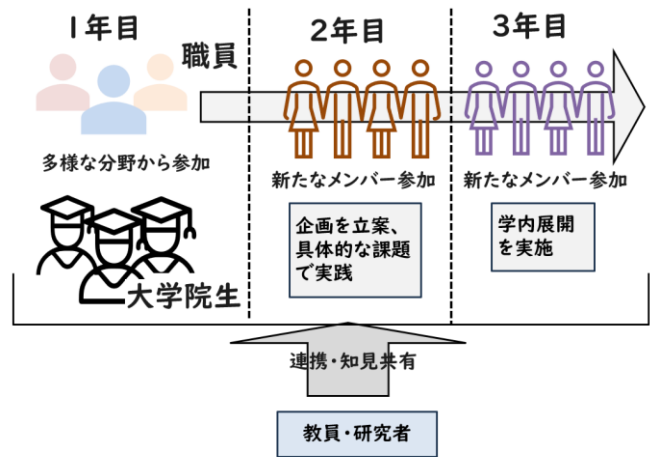 1年目
職員
多様な分野から参加
大学院生
2年目
新たなメンバー参加
企画を立案、
具体的な課題
で実践
3年目
新たなメンバー参加
学内展開
を実施
連携・知見共有
教員・研究者